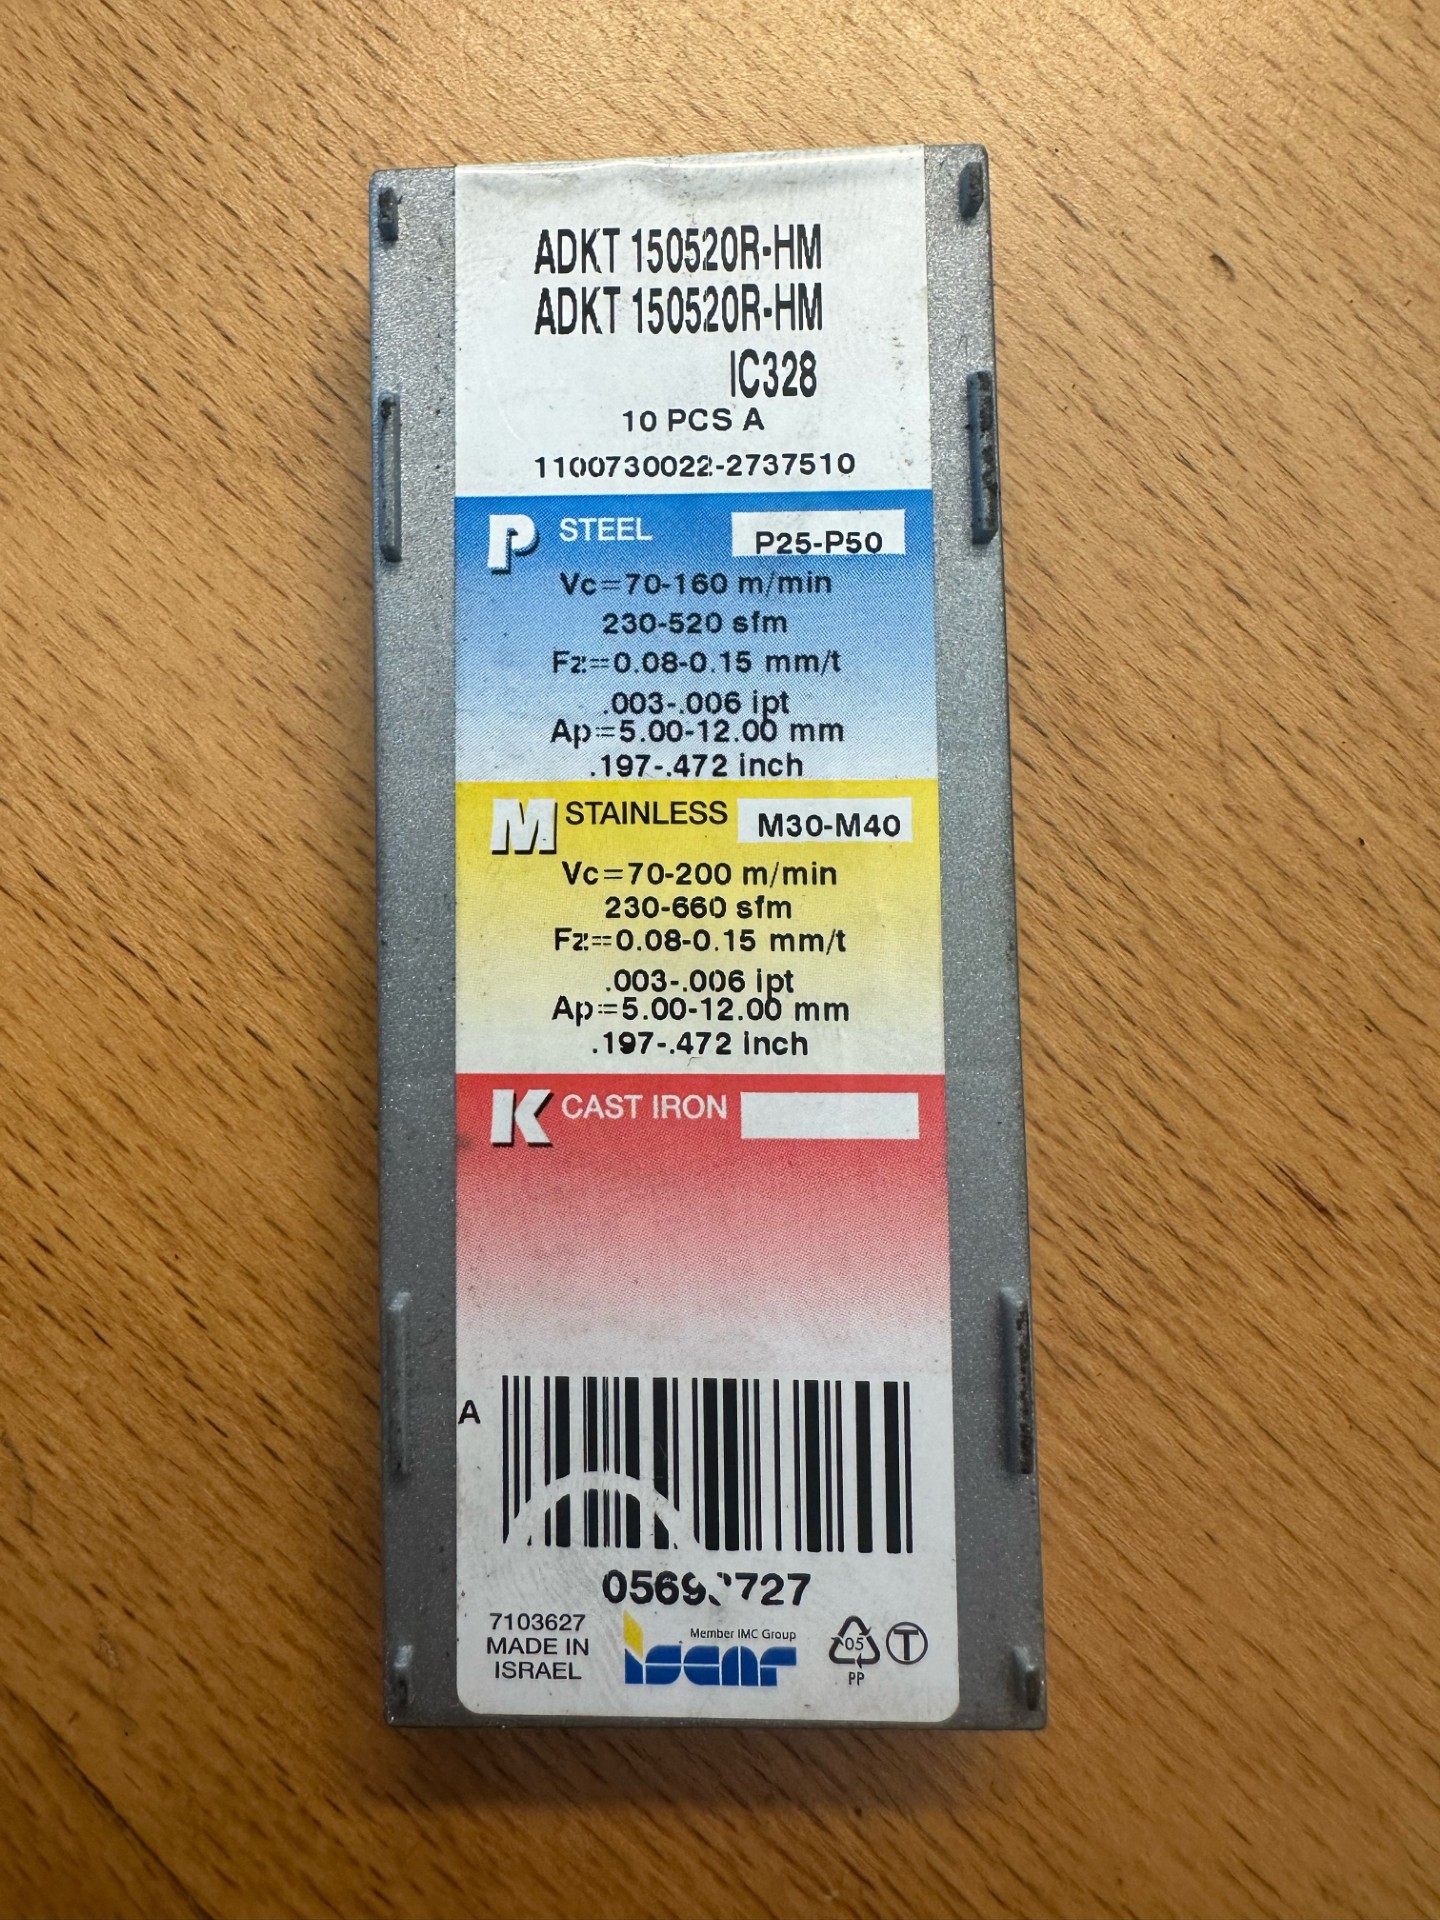 ADKT 150520R-HM
ADKT 150520R-HM
IC328
10 PCS A
1100730022-2737510
P STEEL P25-P50
Vc=70-160 m/min
230-520 sfm
Fz=0.08-0.15 mm/t
.003-.006 ipt
Ap=5.00-12.00 mm
.197-.472 inch
M STAINLESS M30-M40
Vc=70-200 m/min
230-660 sfm
Fz=0.08-0.15 mm/t
.003-.006 ipt
Ap=5.00-12.00 mm
.197-.472 inch
K CAST IRON
A
7103627
MADE IN
ISRAEL
Member IMC Group
iscar
05
PP
T